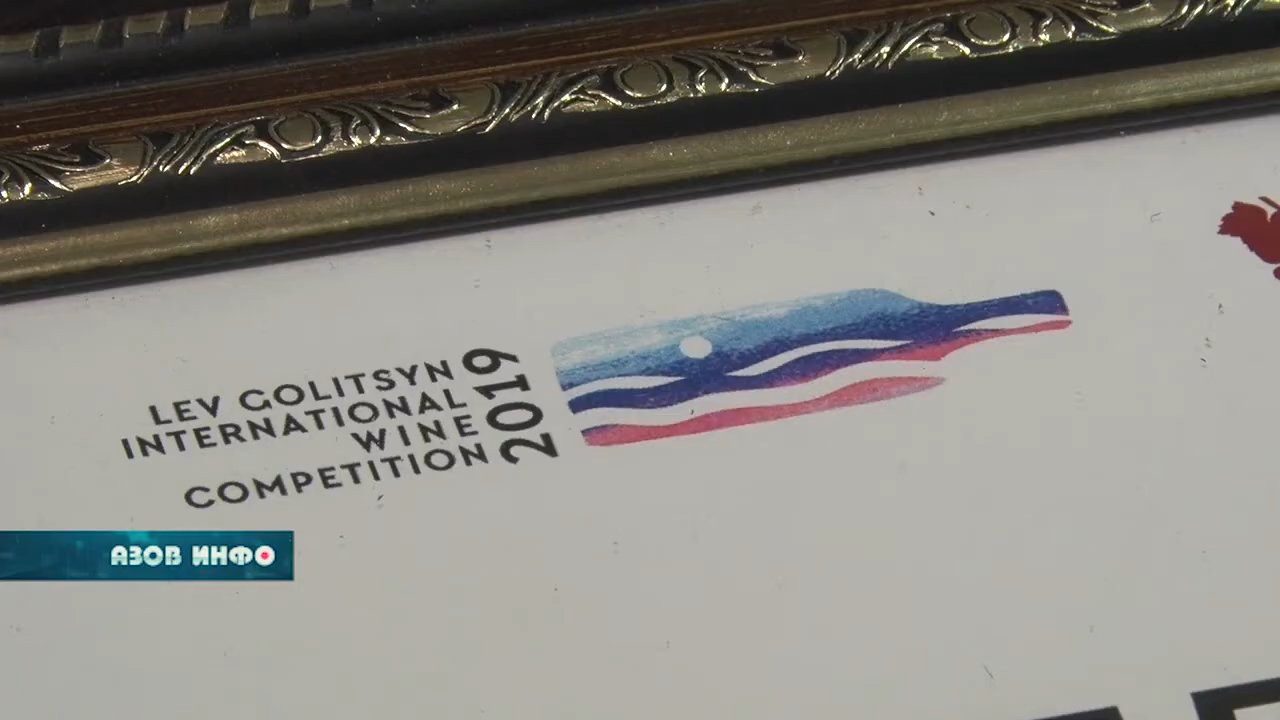 LEV GOLITSYN
INTERNATIONAL
WINE
COMPETITION
2019
АЗОВ ИНФО